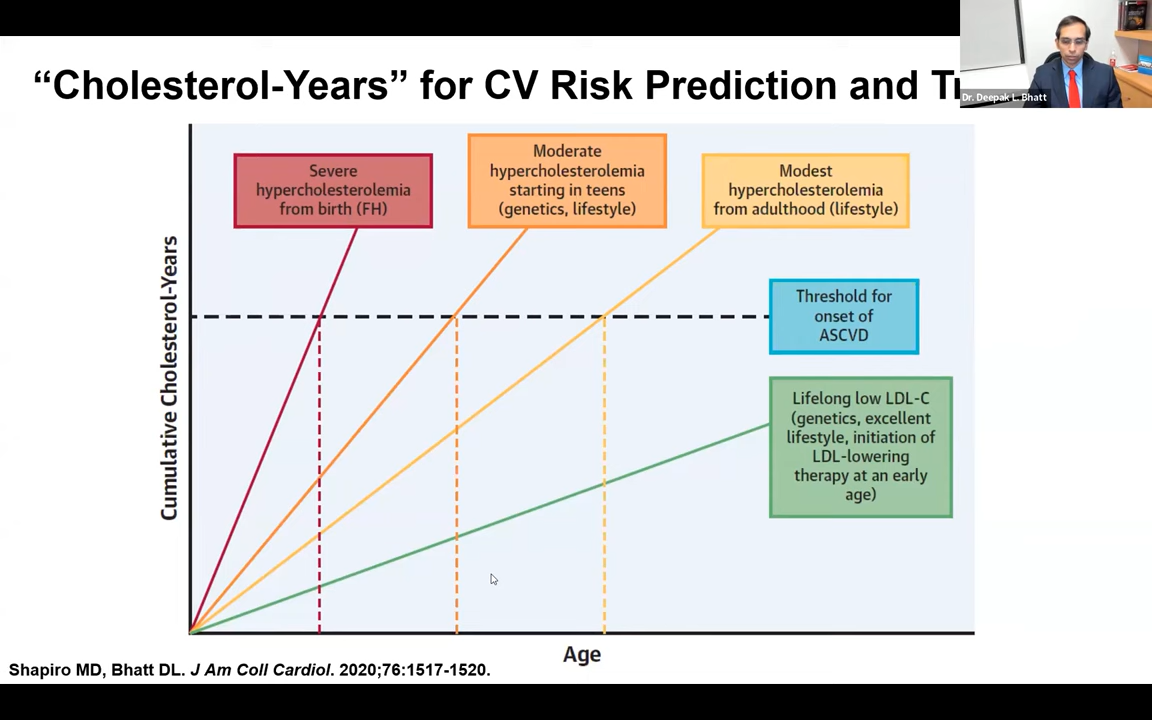 “Cholesterol-Years” for CV Risk Prediction and
Dr. Deepak L. Bhatt
Severe
hypercholesterolemia
from birth (FH)
Moderate
hypercholesterolemia
starting in teens
(genetics, lifestyle)
Modest
hypercholesterolemia
from adulthood (lifestyle)
Threshold for
onset of
ASCVD
Lifelong low LDL-C
(genetics, excellent
lifestyle, initiation of
LDL-lowering
therapy at an early
age)
Cumulative Cholesterol-Years
Age
Shapiro MD, Bhatt DL. J Am Coll Cardiol. 2020;76:1517-1520.